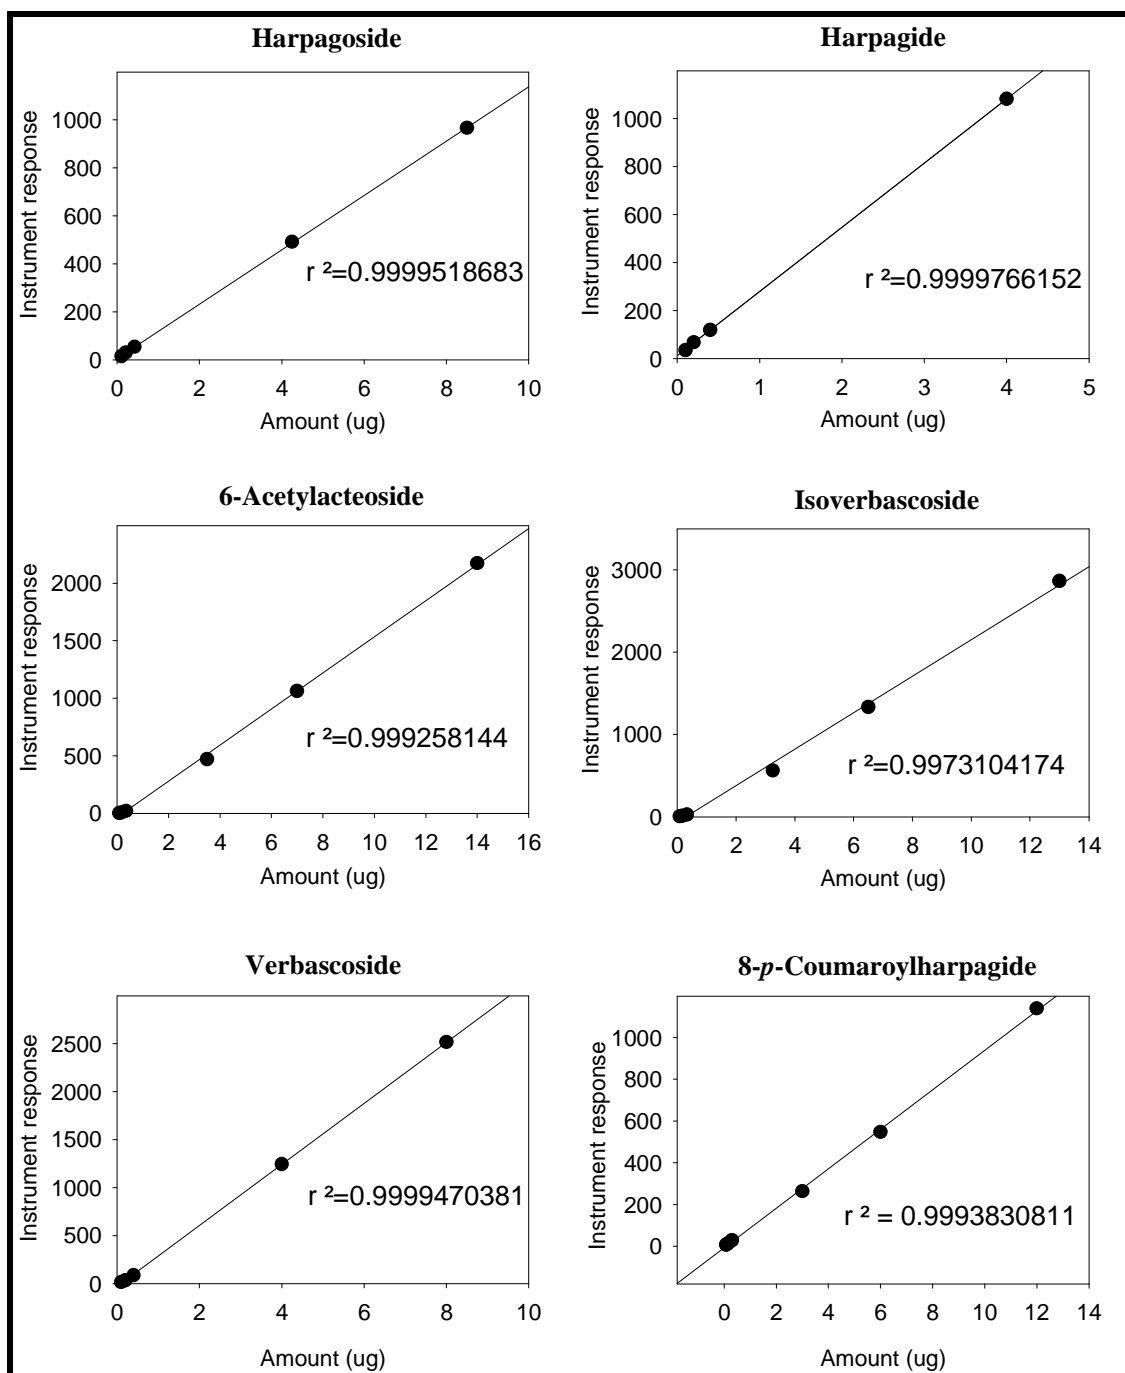 Harpagoside
Instrument response
1000
800
600
400
200
0
r ²=0.9999518683
0 2 4 6 8 10
Amount (ug)
Harpagide
Instrument response
1000
800
600
400
200
0
r ²=0.9999766152
0 1 2 3 4 5
Amount (ug)
6-Acetylacteoside
Instrument response
2000
1500
1000
500
0
r ²=0.999258144
0 2 4 6 8 10 12 14 16
Amount (ug)
Isoverbascoside
Instrument response
3000
2000
1000
0
r ²=0.9973104174
0 2 4 6 8 10 12 14
Amount (ug)
Verbascoside
Instrument response
2500
2000
1500
1000
500
0
r ²=0.9999470381
0 2 4 6 8 10
Amount (ug)
8-p-Coumaroylharpagide
Instrument response
1000
800
600
400
200
0
r ² = 0.9993830811
0 2 4 6 8 10 12 14
Amount (ug)